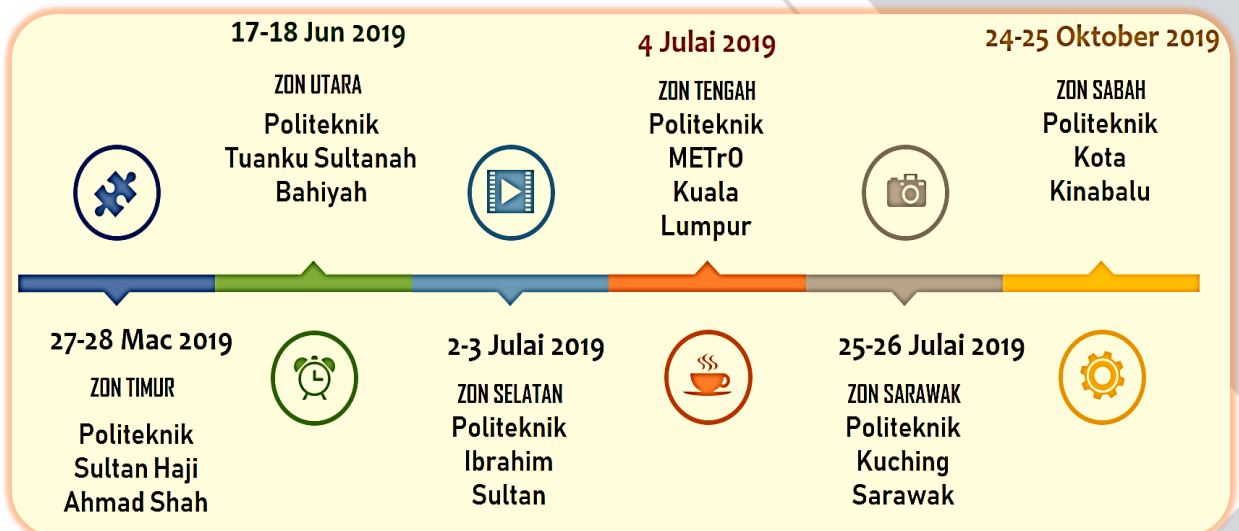 17-18 Jun 2019
ZON UTARA
Politeknik
Tuanku Sultanah
Bahiyah
4 Julai 2019
ZON TENGAH
Politeknik
METrO
Kuala
Lumpur
24-25 Oktober 2019
ZON SABAH
Politeknik
Kota
Kinabalu
27-28 Mac 2019
ZON TIMUR
Politeknik
Sultan Haji
Ahmad Shah
2-3 Julai 2019
ZON SELATAN
Politeknik
Ibrahim
Sultan
25-26 Julai 2019
ZON SARAWAK
Politeknik
Kuching
Sarawak